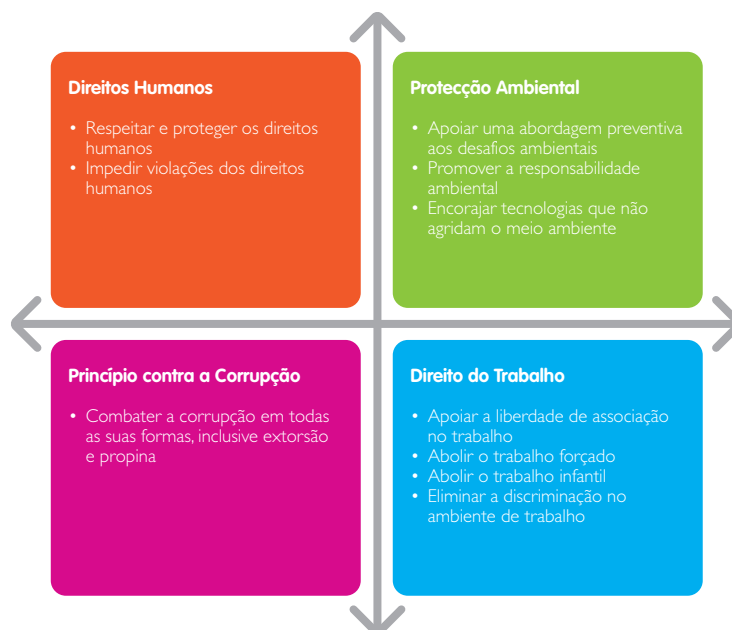 Direitos Humanos
• Respeitar e proteger os direitos
humanos
• Impedir violações dos direitos
humanos
Protecção Ambiental
• Apoiar uma abordagem preventiva
aos desafios ambientais
• Promover a responsabilidade
ambiental
• Encorajar tecnologias que não
agridam o meio ambiente
Princípio contra a Corrupção
• Combater a corrupção em todas
as suas formas, inclusive extorsão
e propina
Direito do Trabalho
• Apoiar a liberdade de associação
no trabalho
• Abolir o trabalho forçado
• Abolir o trabalho infantil
• Eliminar a discriminação no
ambiente de trabalho